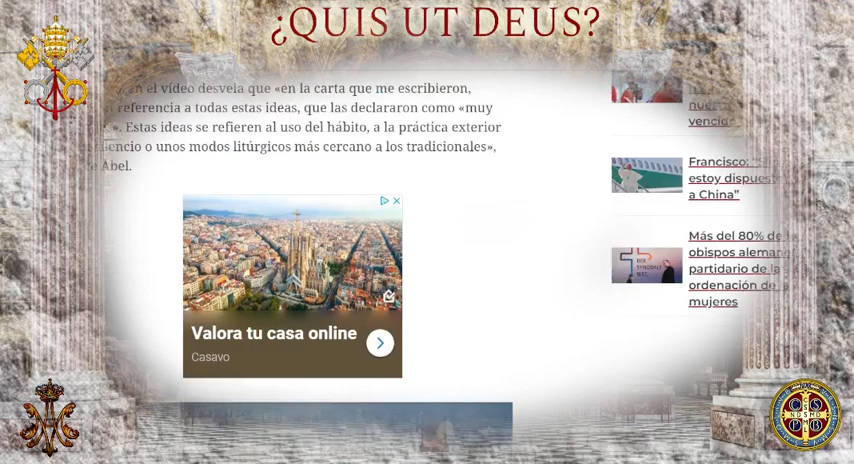 ¿QUIS UT DEUS?
en el vídeo desvela que «en la carta que me escribieron,
referencia a todas estas ideas, que las declararon como «muy
». Estas ideas se refieren al uso del hábito, a la práctica exterior
o unos modos litúrgicos más cercano a los tradicionales»,
Abel.
Valora tu casa online
Casavo
Francisco:
estoy
a China”
Más del 80% de
obispos
partidario de la
ordenación de
mujeres